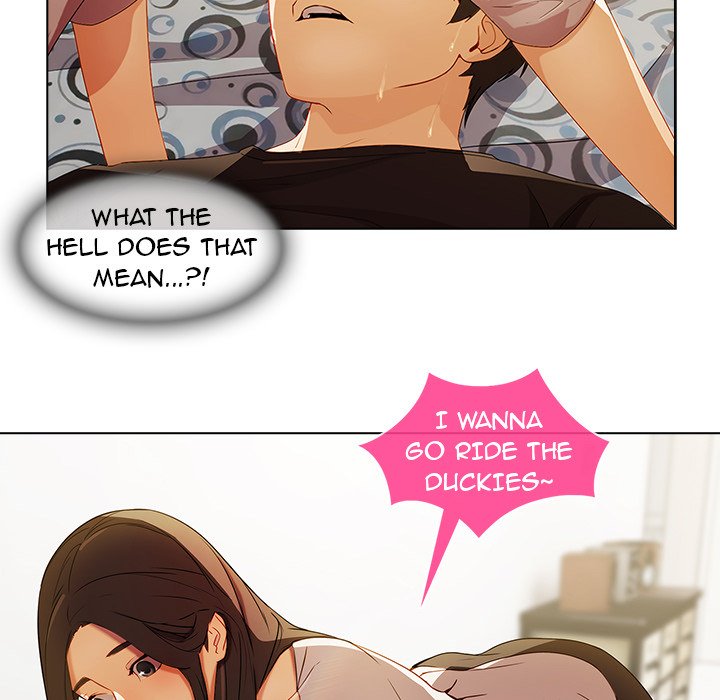 WHAT THE
HELL DOES THAT
MEAN...?!
I WANNA
GO RIDE THE
DUCKIES~